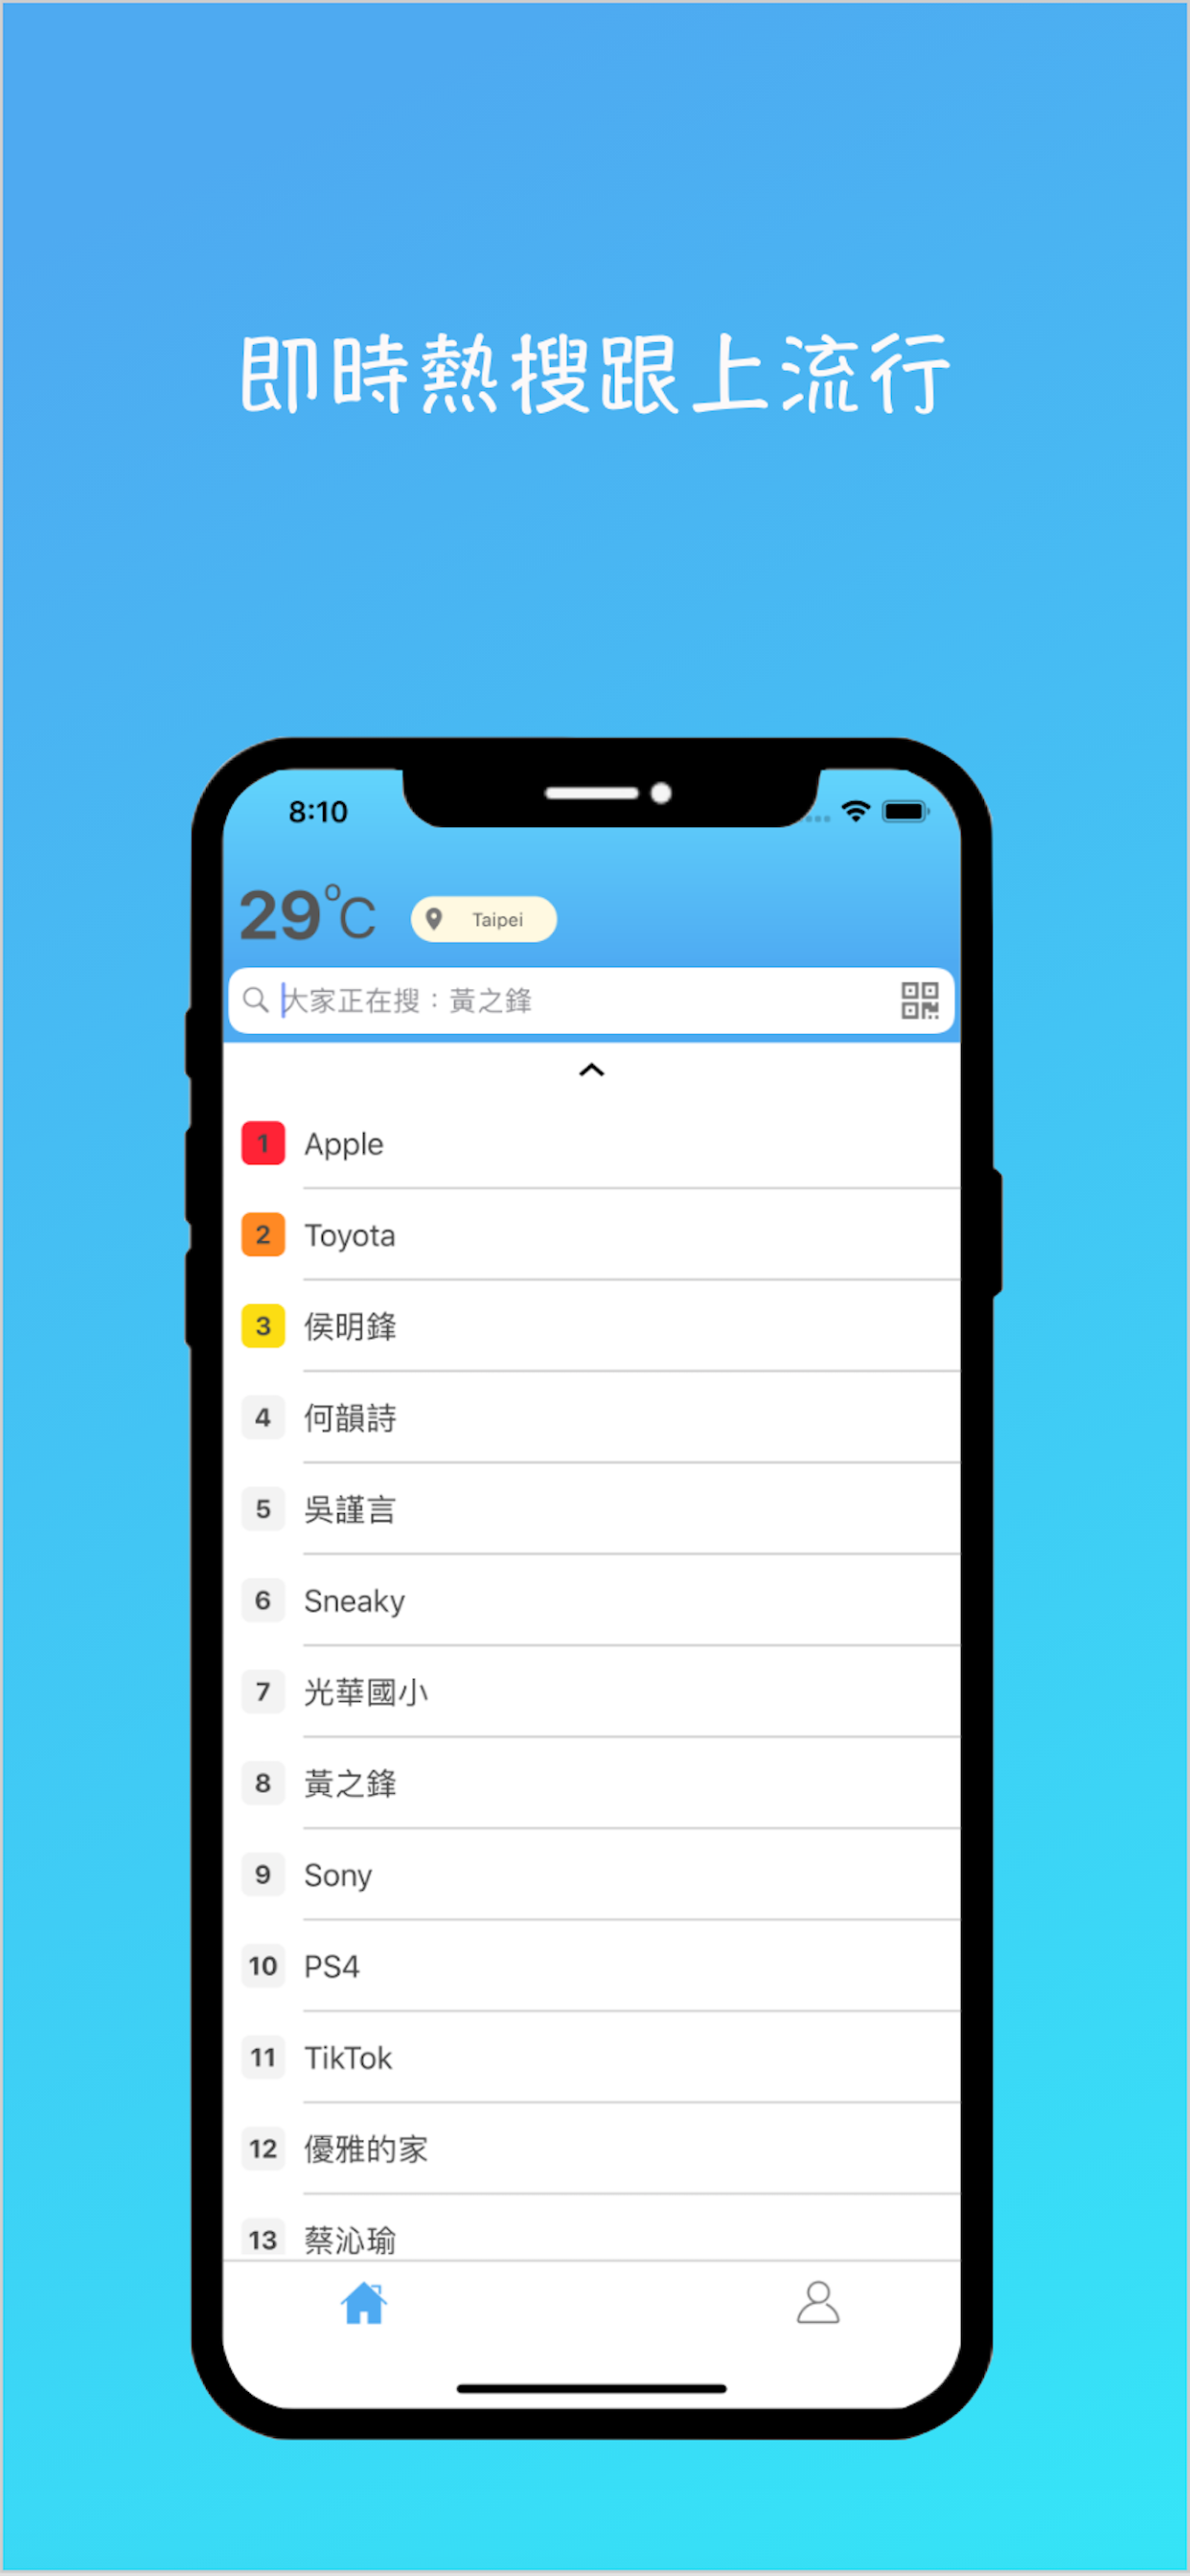 即時熱搜跟上流行
8:10
29°C Taipei
大家正在搜：黃之鋒
1 Apple
2 Toyota
3 侯明鋒
4 何韻詩
5 吳謹言
6 Sneaky
7 光華國小
8 黃之鋒
9 Sony
10 PS4
11 TikTok
12 優雅的家
13 蔡沁瑜